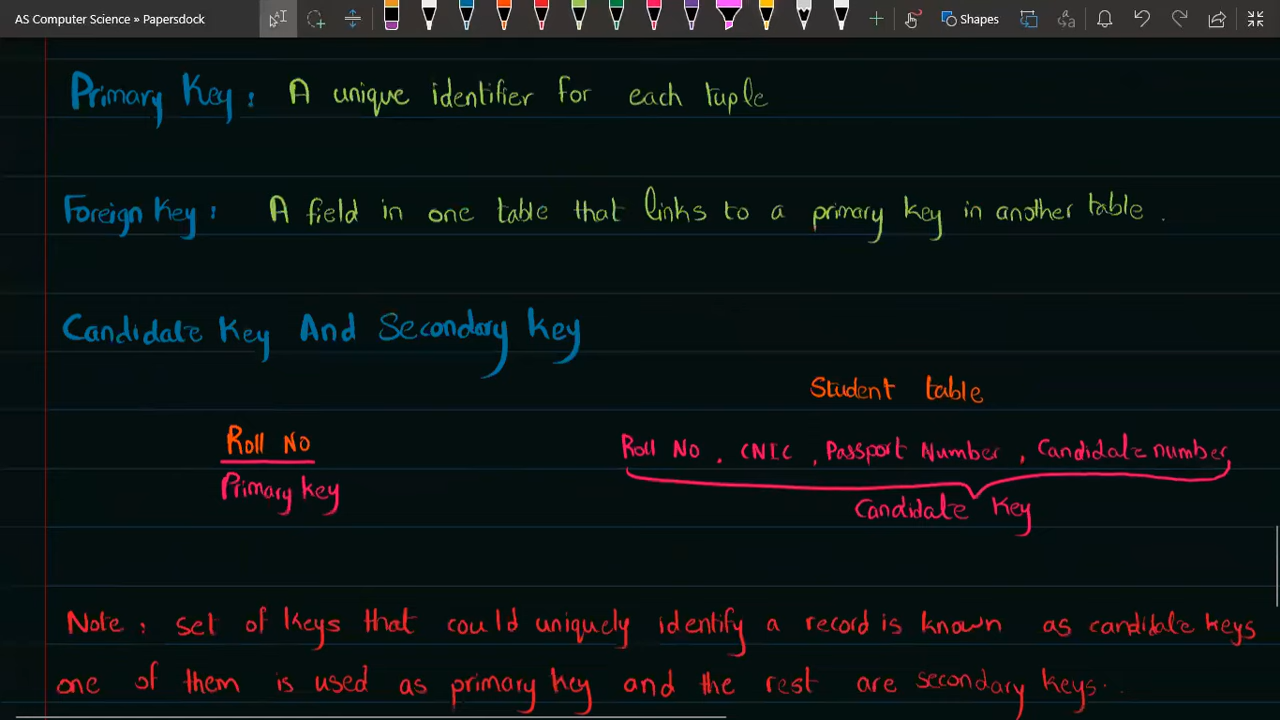 AS Computer Science » Papersdock
Shapes
Primary Key : A unique identifier for each tuple
Foreign Key : A field in one table that links to a primary key in another table .
Candidate Key And Secondary key
Student table
Roll No
Roll No , CNIC , Passport Number , Candidate number
Primary key
Candidate Key
Note : set of keys that could uniquely identify a record is known as candidate keys
one of them is used as primary key and the rest are secondary keys.